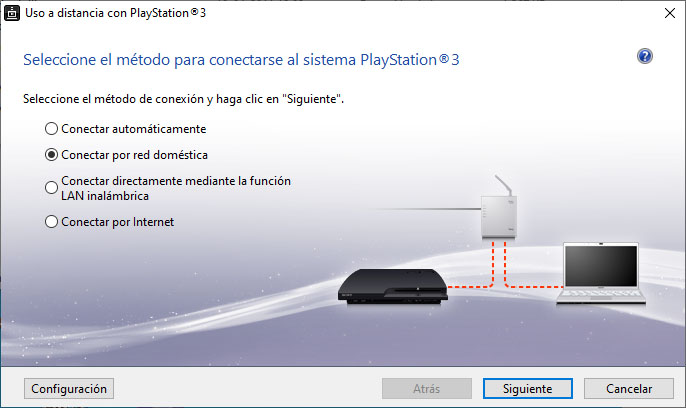 Uso a distancia con PlayStation®3
Seleccione el método para conectarse al sistema PlayStation®3
Seleccione el método de conexión y haga clic en "Siguiente".
Conectar automáticamente
Conectar por red doméstica
Conectar directamente mediante la función
LAN inalámbrica
Conectar por Internet
Configuración
Atrás
Siguiente
Cancelar